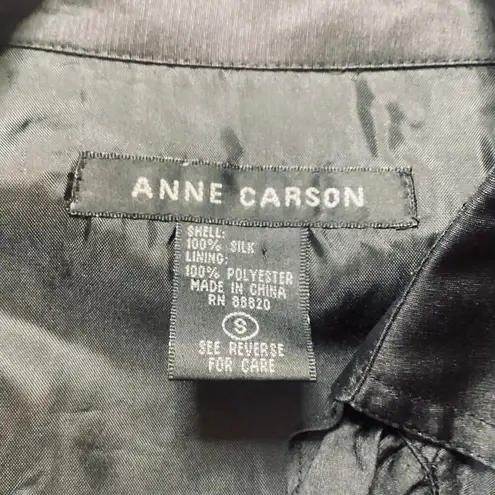 ANNE CARSON
SHELL:
100% SILK
LINING:
100% POLYESTER
MADE IN CHINA
RN 88820
S
SEE REVERSE
FOR CARE